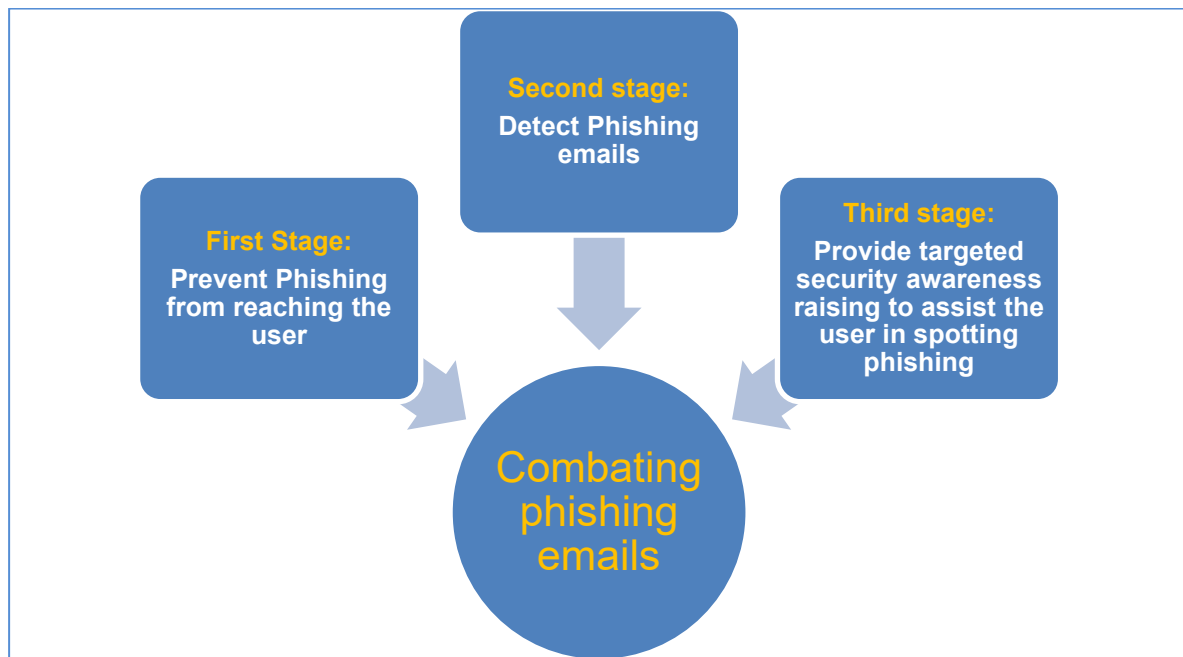 First Stage:
Prevent Phishing
from reaching the
user
Second stage:
Detect Phishing
emails
Third stage:
Provide targeted
security awareness
raising to assist the
user in spotting
phishing
Combating
phishing
emails